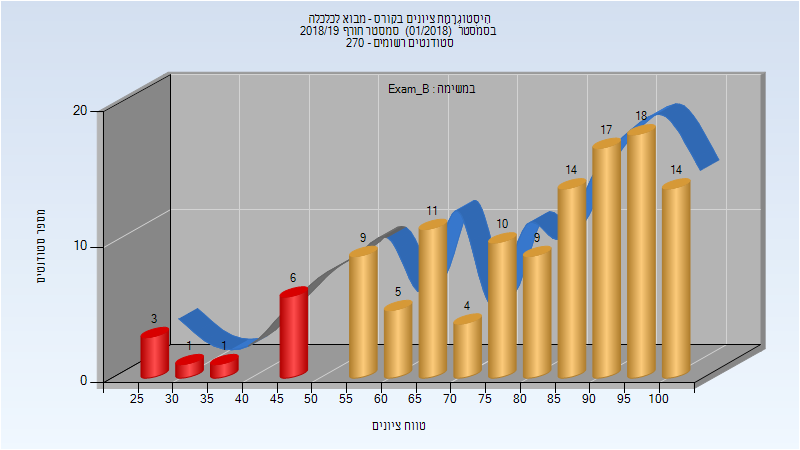 היסטוגרמת ציונים בקורס - מבוא לכלכלה
בסמסטר (01/2018) סמסטר חורף 2018/19
סטודנטים רשומים - 270
במשימה : Exam_B
מספר סטודנטים
20
10
0
3
1
1
6
9
5
11
4
10
9
14
17
18
14
25 30 35 40 45 50 55 60 65 70 75 80 85 90 95 100
טווח ציונים